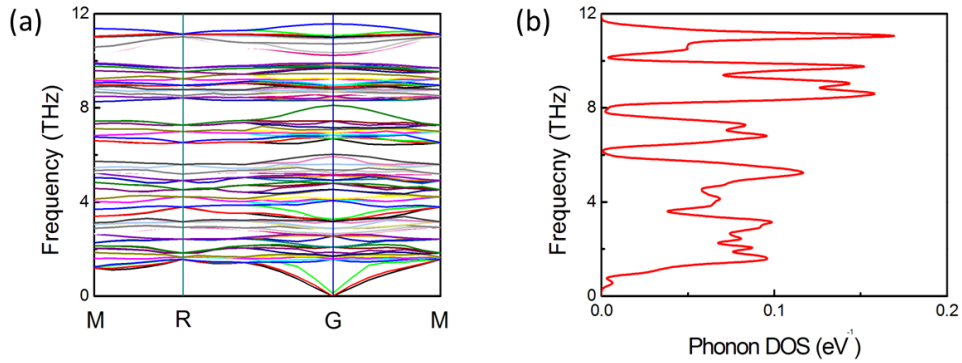 (a)
12
8
4
0
Frequency (THz)
M
R
G
M
(b)
12
8
4
0
Frequecny (THz)
0.0
0.1
0.2
Phonon DOS (eV⁻¹)